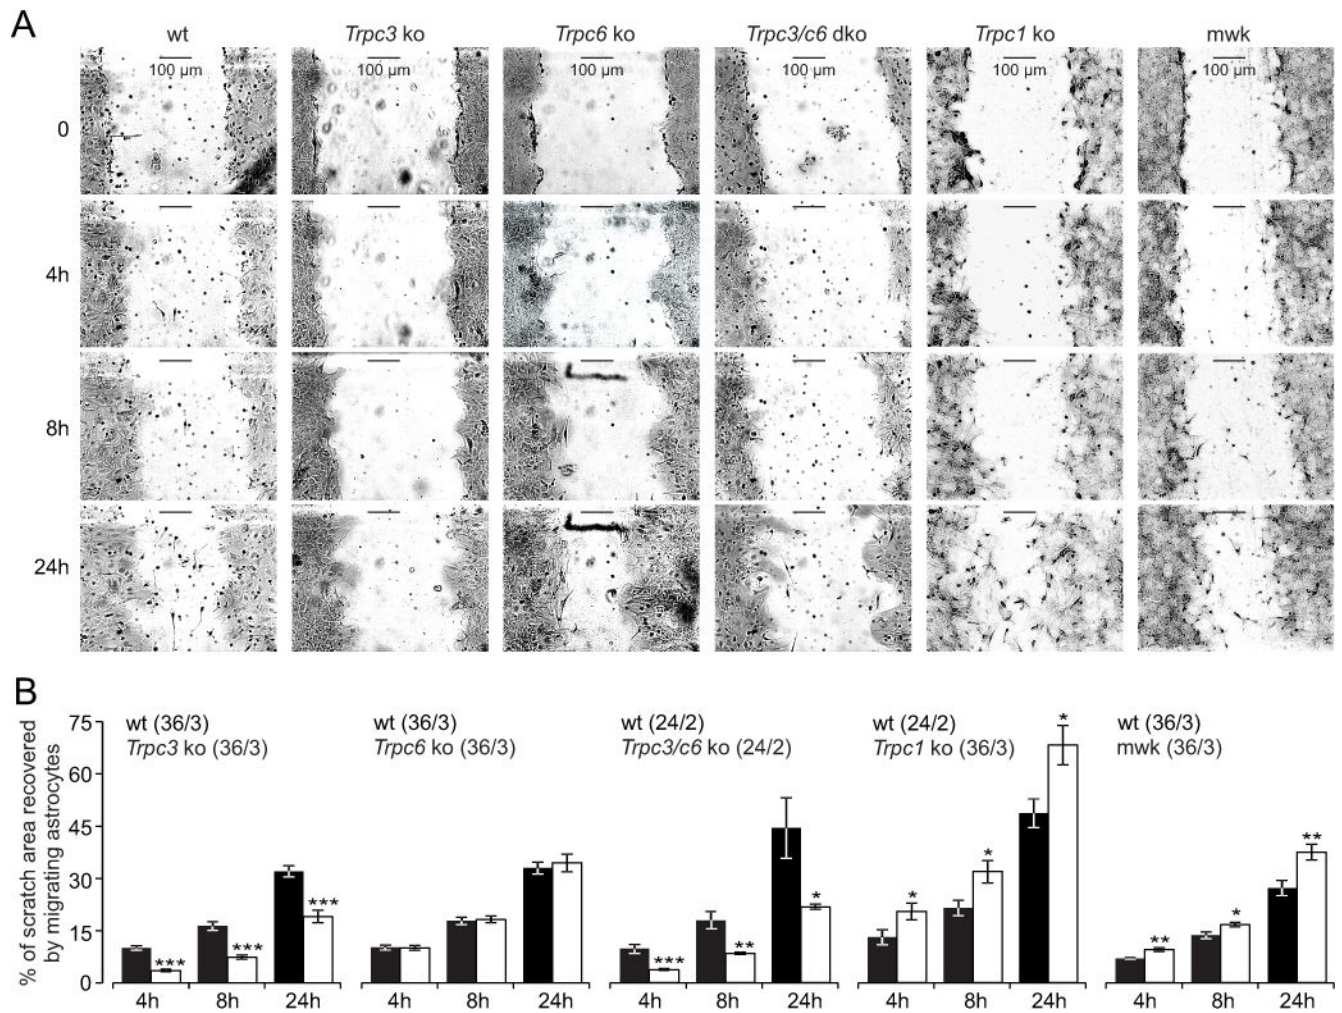 A
wt
Trpc3 ko
Trpc6 ko
Trpc3/c6 dko
Trpc1 ko
mwk
100 µm
100 µm
100 µm
100 µm
100 µm
100 µm
0
4h
8h
24h
B
% of scratch area recovered
by migrating astrocytes
75
60
45
30
15
0
wt (36/3)
Trpc3 ko (36/3)
***
***
***
4h
8h
24h
wt (36/3)
Trpc6 ko (36/3)
4h
8h
24h
wt (24/2)
Trpc3/c6 ko (24/2)
***
**
*
4h
8h
24h
wt (24/2)
Trpc1 ko (36/3)
*
*
*
4h
8h
24h
wt (36/3)
mwk (36/3)
**
*
**
4h
8h
24h